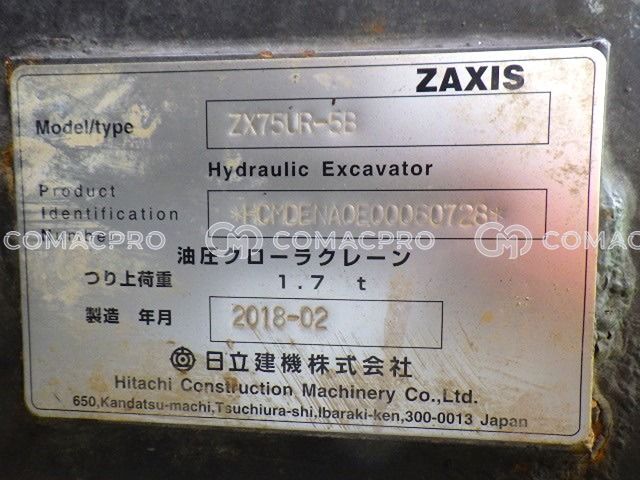 ZAXIS
Model/type ZX75UR-5B
Hydraulic Excavator
Product
Identification *HCMDENA0E00060728*
Number
COMACPRO COMACPRO COMACPRO
油圧クローラクレーン
つり上荷重 1.7 t
製造 年月 2018-02
日立建機株式会社
Hitachi Construction Machinery Co.,Ltd.
650,Kandatsu-machi,Tsuchiura-shi,Ibaraki-ken,300-0013 Japan